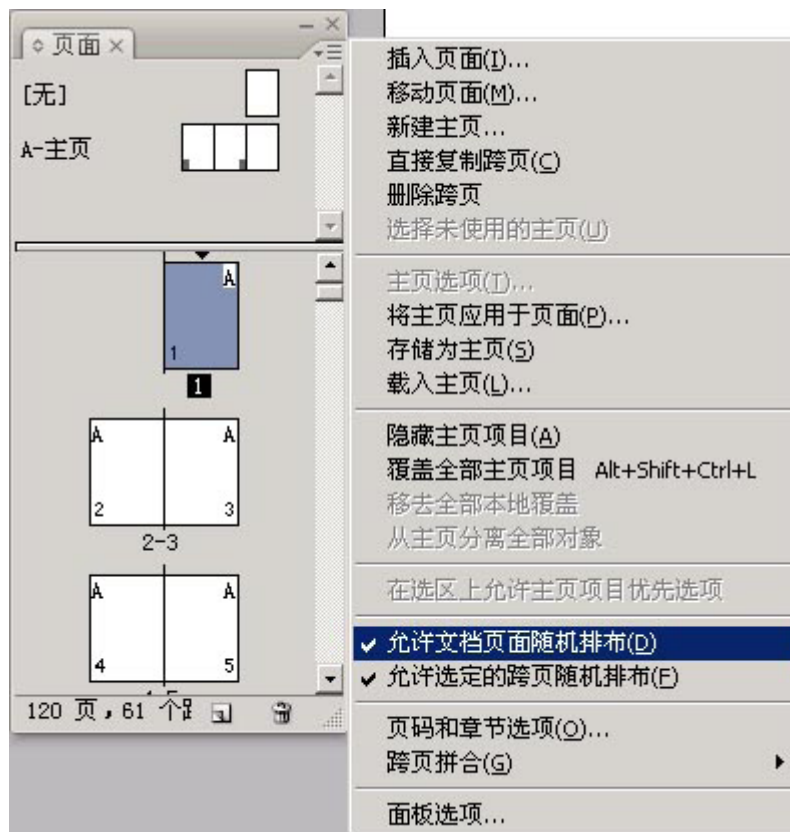 页面
[无]
A-主页
A
1
1
A A
2 3
2-3
A A
4 5
120 页，61 个
插入页面(I)...
移动页面(M)...
新建主页...
直接复制跨页(C)
删除跨页
选择未使用的主页(U)
主页选项(T)...
将主页应用于页面(P)...
存储为主页(S)
载入主页(L)...
隐藏主页项目(A)
覆盖全部主页项目 Alt+Shift+Ctrl+L
移去全部本地覆盖
从主页分离全部对象
在选区上允许主页项目优先选项
允许文档页面随机排布(D)
允许选定的跨页随机排布(F)
页码和章节选项(O)...
跨页拼合(G)
面板选项...